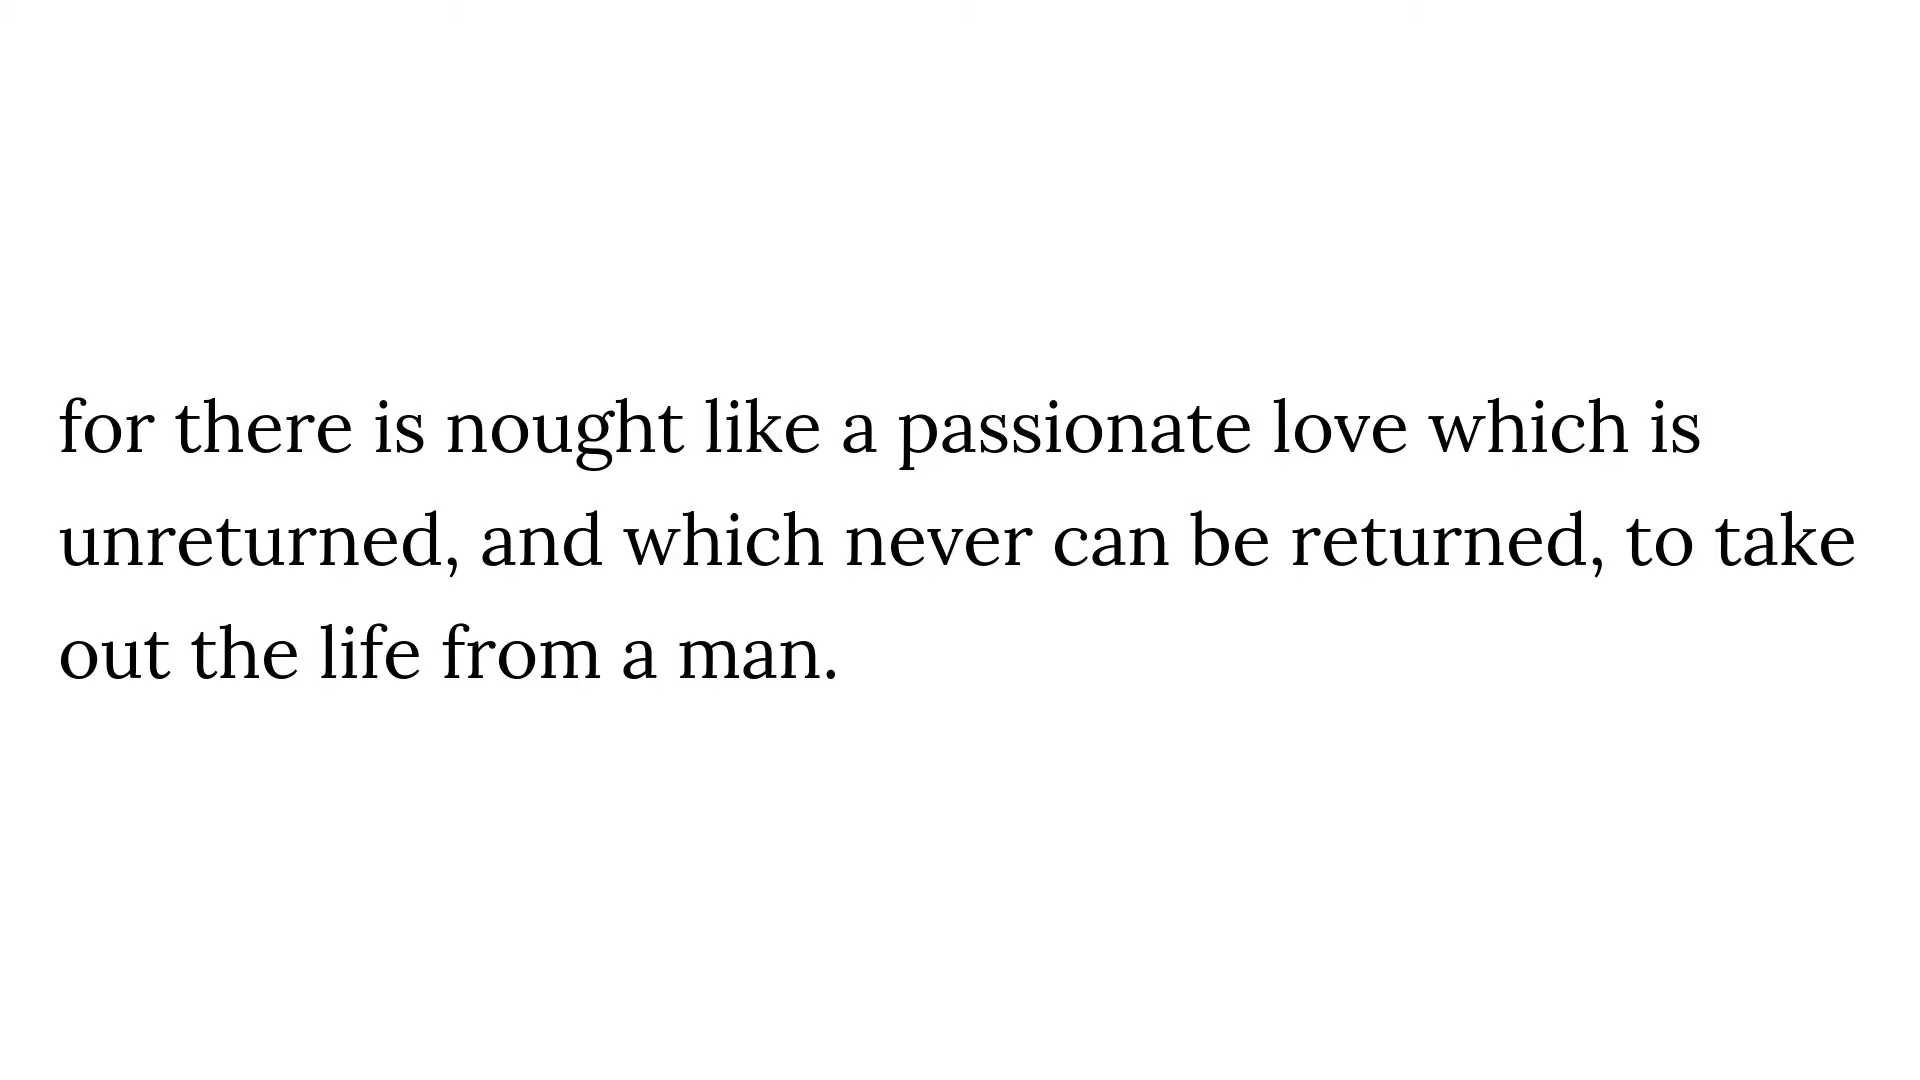 for there is nought like a passionate love which is
unreturned, and which never can be returned, to take
out the life from a man.